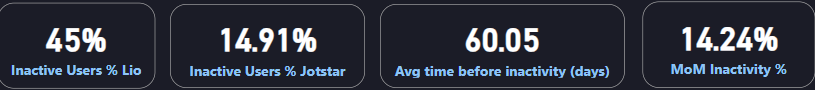 45%
Inactive Users % Lio
14.91%
Inactive Users % Jotstar
60.05
Avg time before inactivity (days)
14.24%
MoM Inactivity %